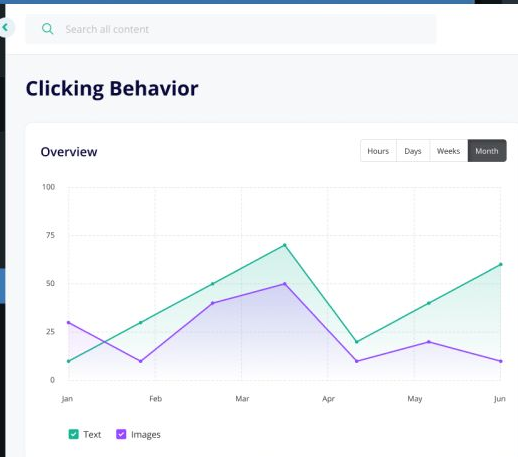 Search all content
Clicking Behavior
Overview
Hours Days Weeks Month
100
75
50
25
0
Jan Feb Mar Apr May Jun
Text Images